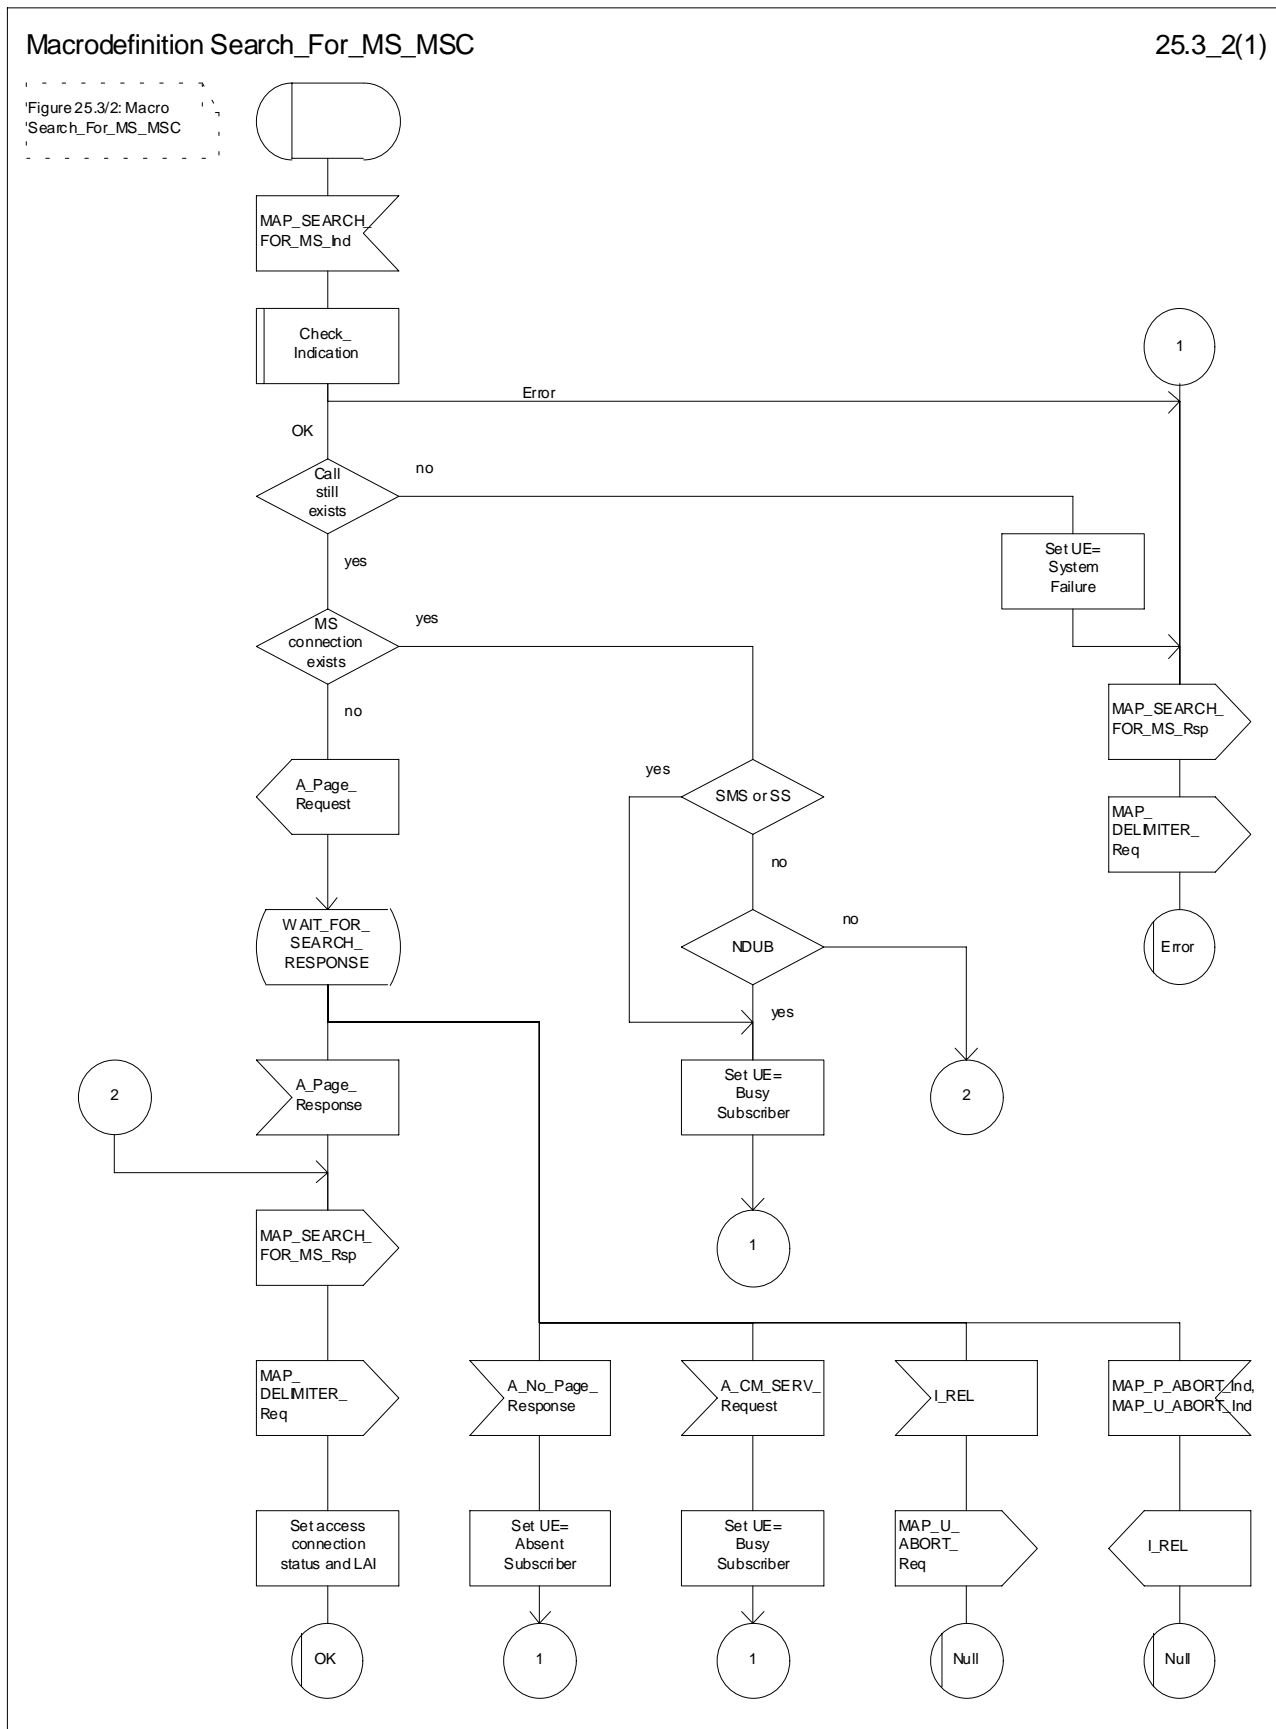 Macrodefinition Search_For_MS_MSC
25.3_2(1)
Figure 25.3/2: Macro
Search_For_MS_MSC
MAP_SEARCH_
FOR_MS_Ind
Check_
Indication
1
Error
OK
Call
still
exists
no
yes
Set UE=
System
Failure
MS
connection
exists
yes
no
MAP_SEARCH_
FOR_MS_Rsp
A_Page_
Request
yes
SMS or SS
no
MAP_
DELIMITER_
Req
WAIT_FOR_
SEARCH_
RESPONSE
NDUB
no
yes
Error
2
A_Page_
Response
Set UE=
Busy
Subscriber
2
MAP_SEARCH_
FOR_MS_Rsp
1
MAP_
DELIMITER_
Req
A_No_Page_
Response
A_CM_SERV_
Request
I_REL
MAP_P_ABORT_Ind,
MAP_U_ABORT_Ind
Set access
connection
status and LAI
Set UE=
Absent
Subscriber
Set UE=
Busy
Subscriber
MAP_U_
ABORT_
Req
I_REL
OK
1
1
Null
Null